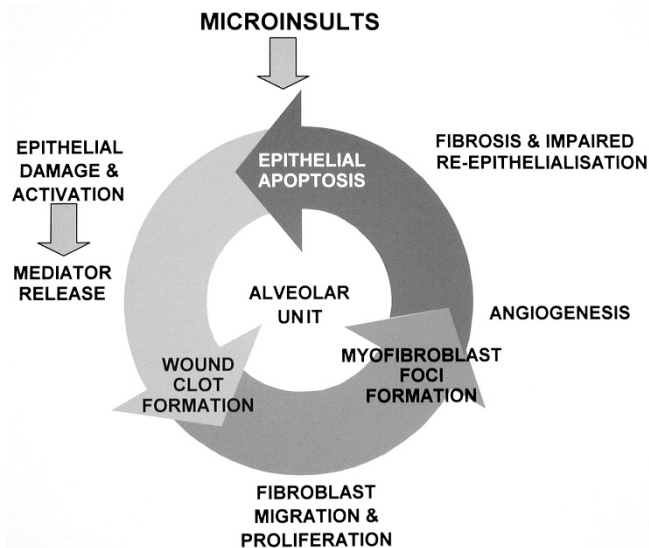 MICROINSULTS
EPITHELIAL
DAMAGE &
ACTIVATION
MEDIATOR
RELEASE
EPITHELIAL
APOPTOSIS
FIBROSIS & IMPAIRED
RE-EPITHELIALISATION
ALVEOLAR
UNIT
ANGIOGENESIS
WOUND
CLOT
FORMATION
MYOFIBROBLAST
FOCI
FORMATION
FIBROBLAST
MIGRATION &
PROLIFERATION